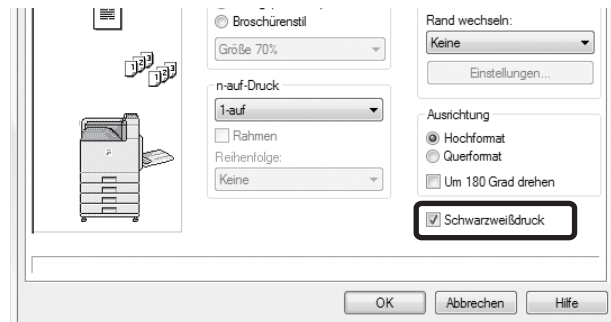 Broschürenstil
Größe 70%
n-auf-Druck
1-auf
Rahmen
Reihenfolge:
Keine
Rand wechseln:
Keine
Einstellungen...
Ausrichtung
Hochformat
Querformat
Um 180 Grad drehen
Schwarzweißdruck
OK
Abbrechen
Hilfe